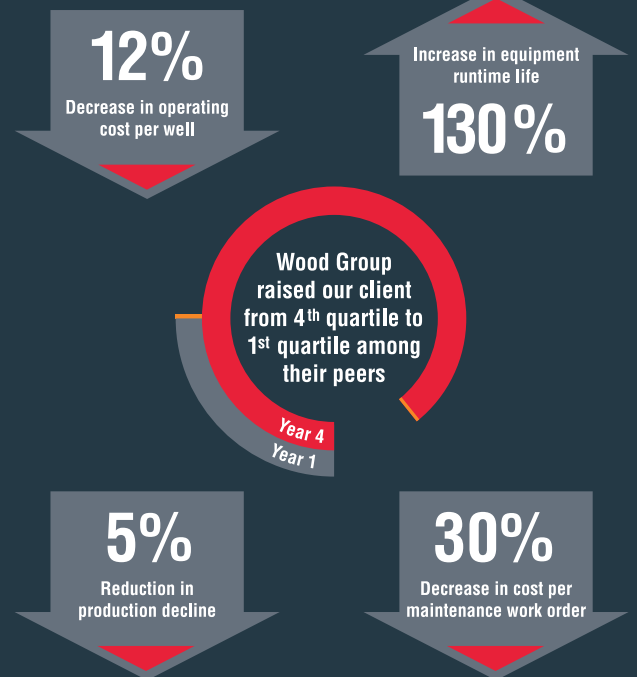 12%
Decrease in operating
cost per well
Increase in equipment
runtime life
130%
Wood Group
raised our client
from 4th quartile to
1st quartile among
their peers
Year 4
Year 1
5%
Reduction in
production decline
30%
Decrease in cost per
maintenance work order